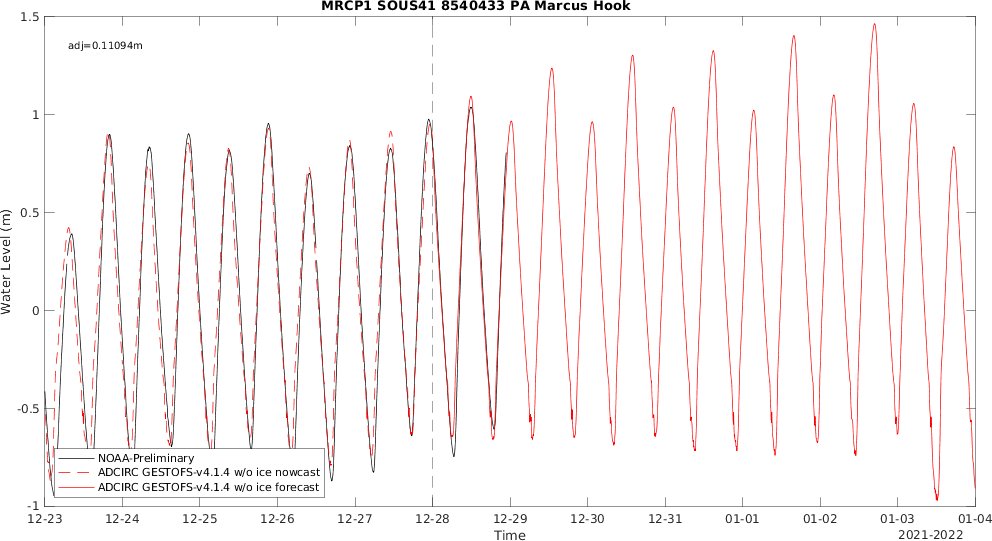 MRCP1 SOUS41 8540433 PA Marcus Hook
adj=0.11094m
1.5
1
0.5
0
-0.5
-1
Water Level (m)
NOAA-Preliminary
ADCIRC GESTOFS-v4.1.4 w/o ice nowcast
ADCIRC GESTOFS-v4.1.4 w/o ice forecast
12-23 12-24 12-25 12-26 12-27 12-28 12-29 12-30 12-31 01-01 01-02 01-03 01-04
Time
2021-2022